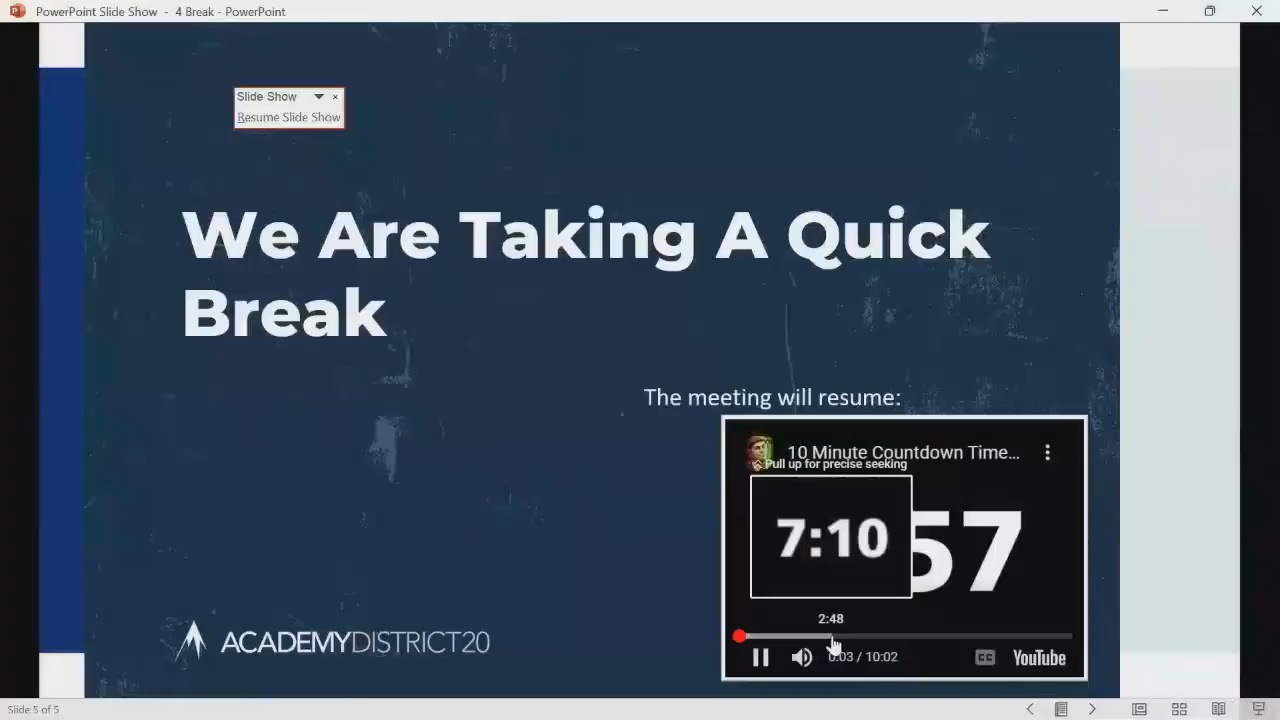 PowerPoint Slide Show - 4 Break - PowerPoint
Slide Show
Resume Slide Show
We Are Taking A Quick
Break
The meeting will resume:
10 Minute Countdown Time...
Pull up for precise seeking
7:10
57
2:48
0:03 / 10:02
CC
YouTube
ACADEMYDISTRICT20
Slide 5 of 5